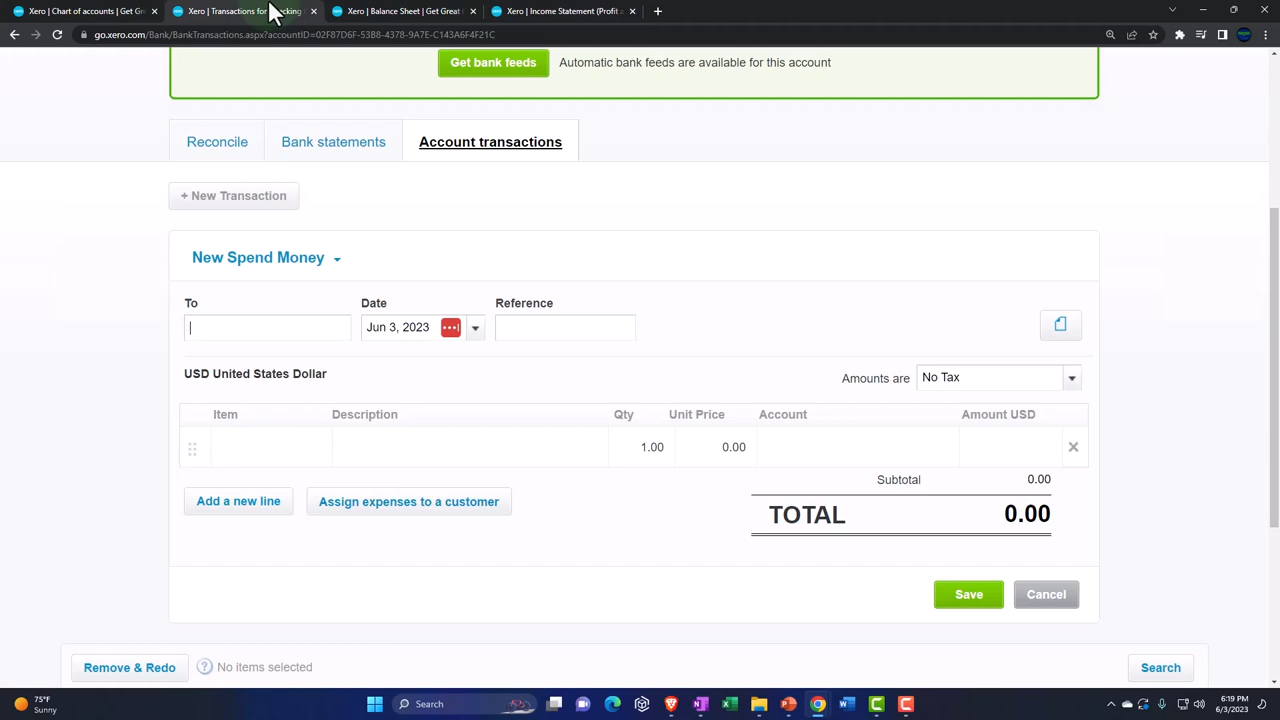 Xero | Chart of accounts | Get Gr
Xero | Transactions for
Xero | Balance Sheet | Get Great
Xero | Income Statement (Profit a
go.xero.com/Bank/BankTransactions.aspx?accountID=02F87D6F-53B8-4378-9A7E-C143A6F4F21C
Get bank feeds
Automatic bank feeds are available for this account
Reconcile
Bank statements
Account transactions
+ New Transaction
New Spend Money
To
Date
Reference
Jun 3, 2023
USD United States Dollar
Amounts are
No Tax
Item
Description
Qty
Unit Price
Account
Amount USD
1.00
0.00
Subtotal
0.00
Add a new line
Assign expenses to a customer
TOTAL
0.00
Save
Cancel
Remove & Redo
No items selected
Search
75°F
Sunny
Search
6:19 PM
6/3/2023